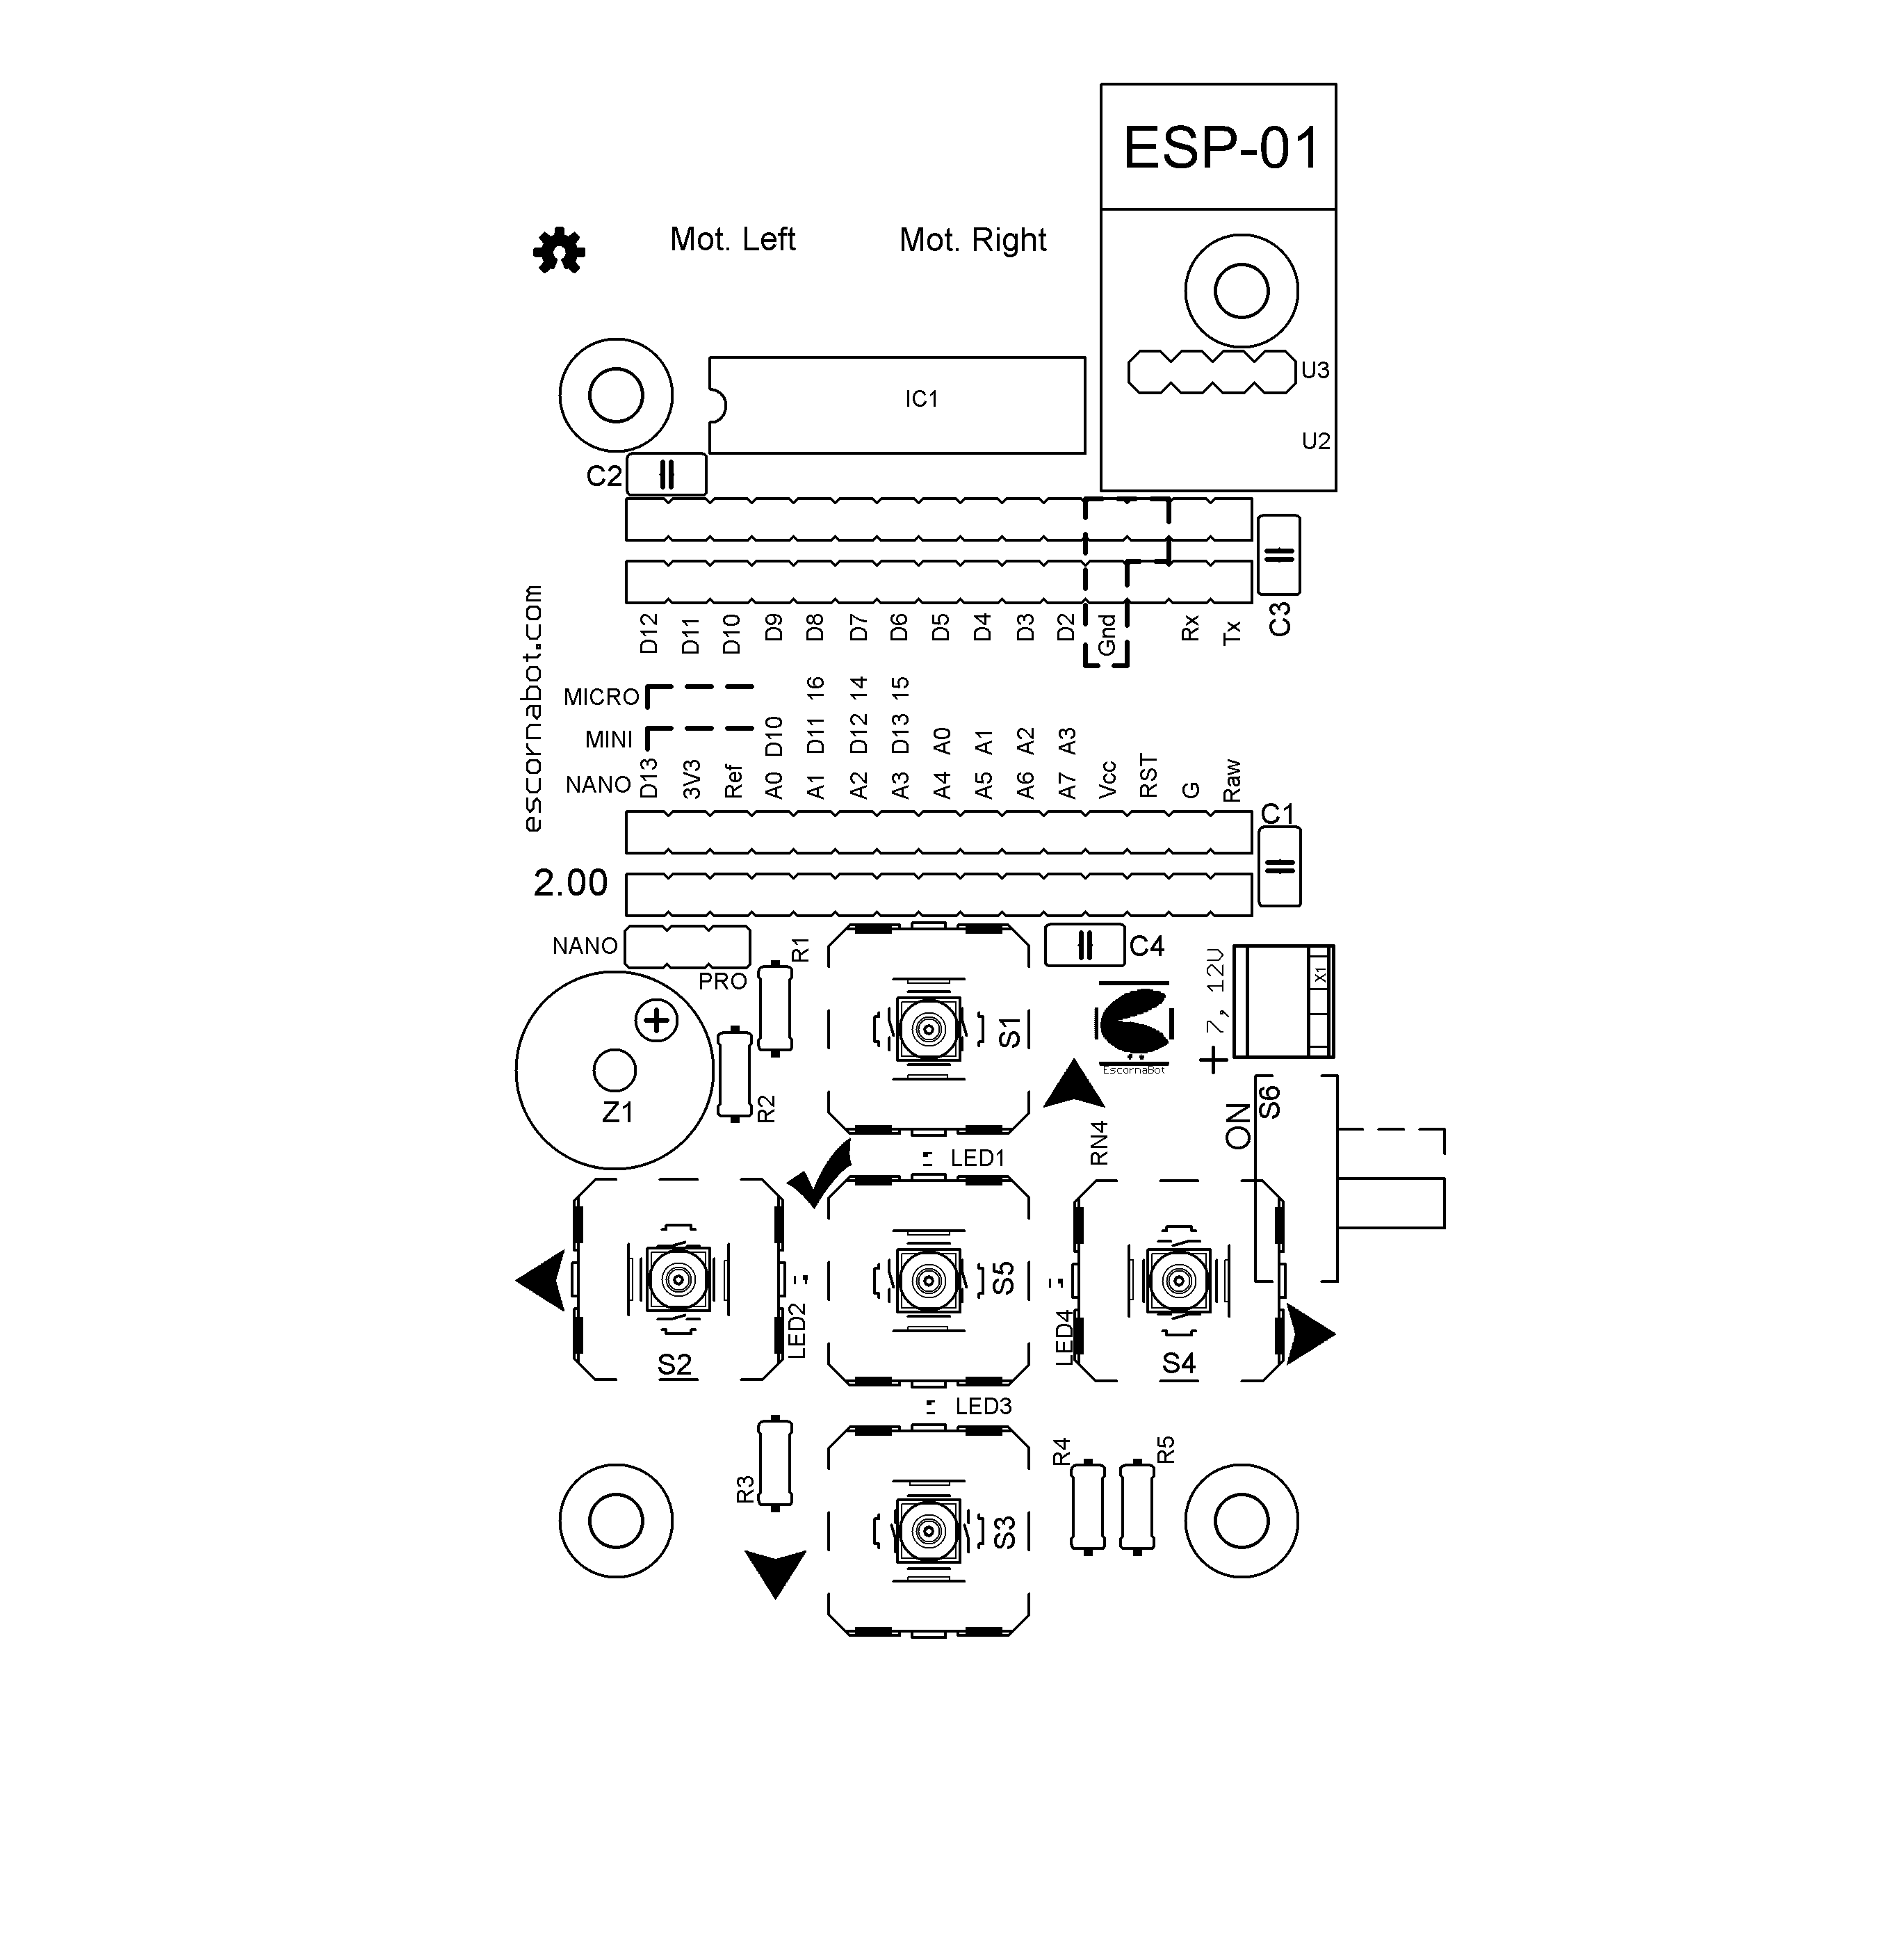 ESP-01
Mot. Left
Mot. Right
U3
IC1
U2
C2
C3
D12 D11 D10 D9 D8 D7 D6 D5 D4 D3 D2 Gnd Rx Tx
escornabot.com
MICRO 16 14 15
MINI D10 D11 D12 D13 A0 A1 A2 A3
NANO D13 3V3 Ref A0 A1 A2 A3 A4 A5 A6 A7 Vcc RST G Raw
C1
2.00
NANO
PRO
R1
C4
+ 7, 12V
X1
S1
EscornaBot
R2
Z1
ON
S6
RN4
LED1
S5
LED2
LED4
S2
S4
LED3
R3
R4
R5
S3